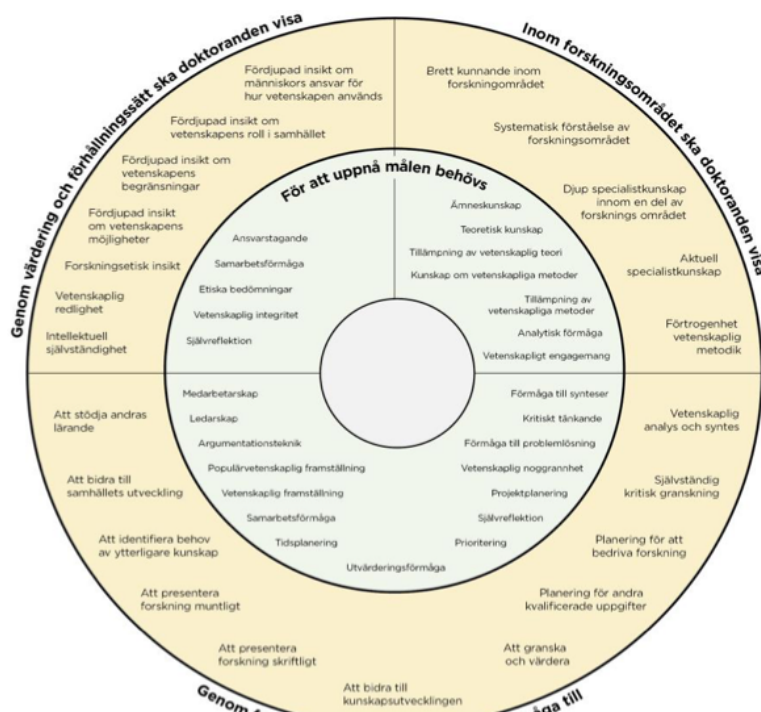 Genom värdering och förhållningssätt ska doktoranden visa
Fördjupad insikt om
människors ansvar för
hur vetenskapen används
Fördjupad insikt om
vetenskapens roll i samhället
Fördjupad insikt om
vetenskapens
begränsningar
Fördjupad insikt
om vetenskapens
möjligheter
Forskningsetisk insikt
Vetenskaplig
redlighet
Intellektuell
självständighet
Inom forskningsområdet ska doktoranden visa
Brett kunnande inom
forskningområdet
Systematisk förståelse av
forskningsområdet
Djup specialistkunskap
innom en del av
forsknings området
Aktuell
specialistkunskap
Förtrogenhet
vetenskaplig
metodik
För att uppnå målen behövs
Ansvarstagande
Samarbetsförmåga
Etiska bedömningar
Vetenskaplig integritet
Självreflektion
Ämneskunskap
Teoretisk kunskap
Tillämpning av vetenskaplig teori
Kunskap om vetenskapliga metoder
Tillämpning av
vetenskapliga metoder
Analytisk förmåga
Vetenskapligt engagemang
Medarbetarskap
Ledarskap
Argumentationsteknik
Populärvetenskaplig framställning
Vetenskaplig framställning
Samarbetsförmåga
Tidsplanering
Utvärderingsförmåga
Förmåga till synteser
Kritiskt tänkande
Förmåga till problemlösning
Vetenskaplig noggrannhet
Projektplanering
Självreflektion
Prioritering
Att stödja andras
lärande
Att bidra till
samhällets utveckling
Att identifiera behov
av ytterligare kunskap
Att presentera
forskning muntligt
Att presentera
forskning skriftligt
Att bidra till
kunskapsutvecklingen
Vetenskaplig
analys och syntes
Självständig
kritisk granskning
Planering för att
bedriva forskning
Planering för andra
kvalificerade uppgifter
Att granska
och värdera
Genom
till